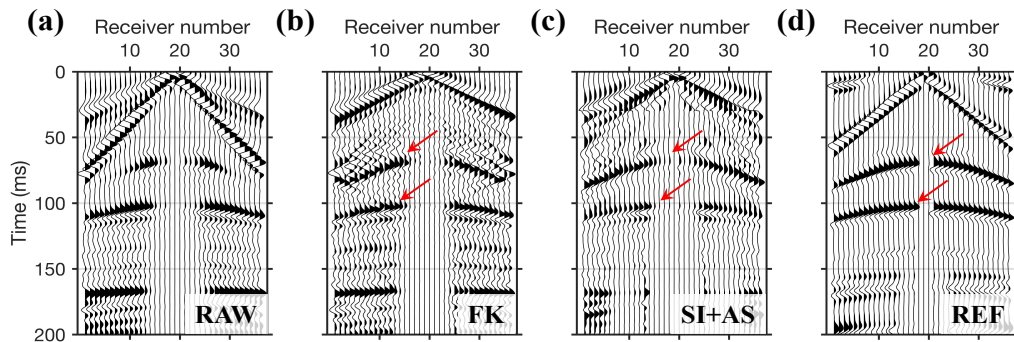 (a) Receiver number
10 20 30
0
50
100
150
200
Time (ms)
RAW
(b) Receiver number
10 20 30
FK
(c) Receiver number
10 20 30
SI+AS
(d) Receiver number
10 20 30
REF